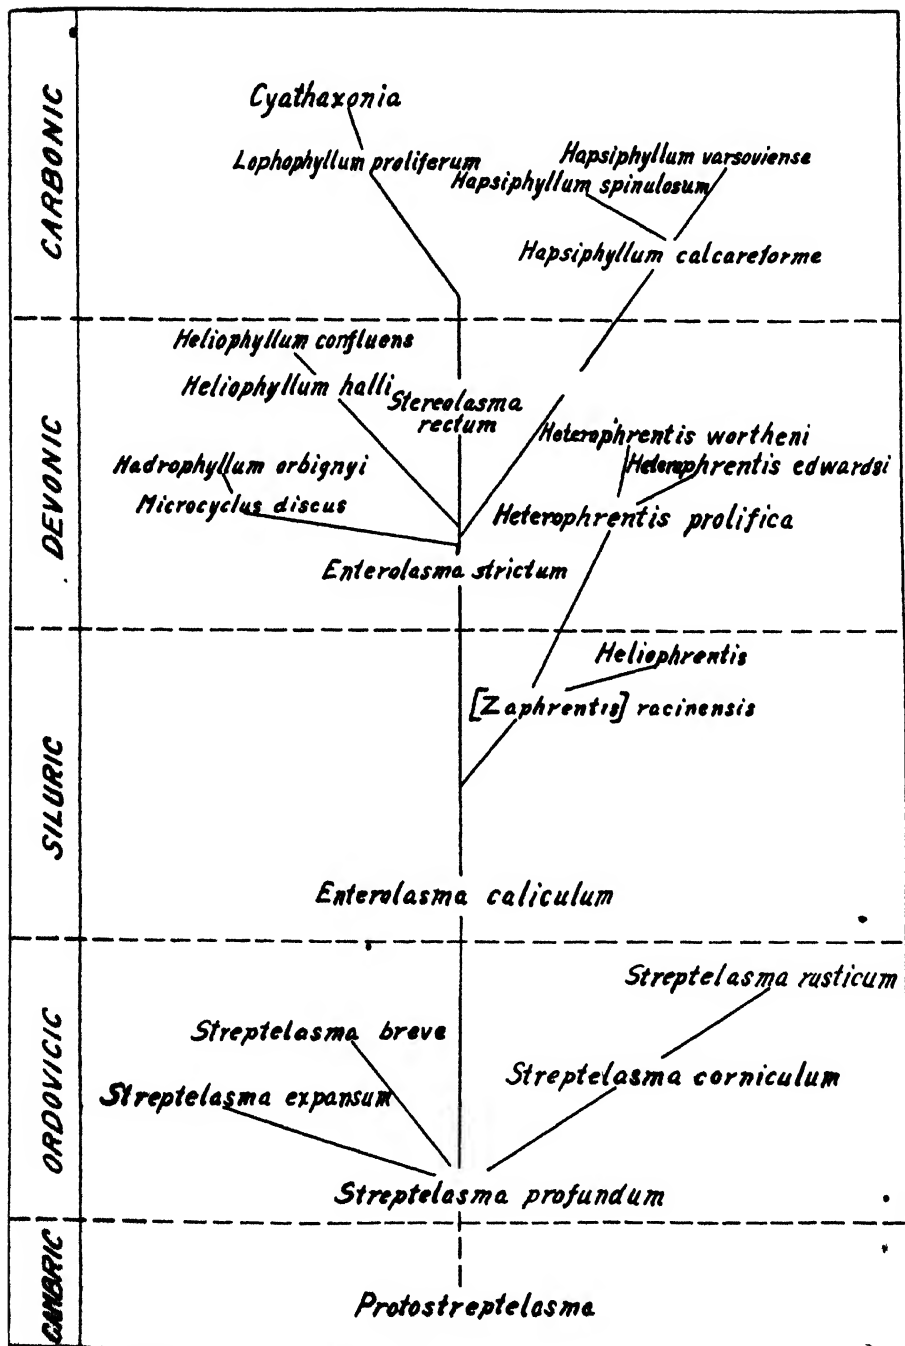 CARBONIC
Cyathaxonia
Lophophyllum proliferum
Hapsiphyllum varsoviense
Hapsiphyllum spinulosum
Hapsiphyllum calcareforme
DEVONIC
Heliophyllum confluens
Heliophyllum halli
Stereolasma
rectum
Heterophrentis wortheni
Heterophrentis edwardsi
Hadrophyllum orbignyi
Microcyclus discus
Heterophrentis prolifica
Enterolasma strictum
SILURIC
Heliophrentis
[Zaphrentis] racinensis
Enterolasma caliculum
ORDOVICIC
Streptelasma rusticum
Streptelasma breve
Streptelasma corniculum
Streptelasma expansum
Streptelasma profundum
CAMBRIC
Protostreptelasma